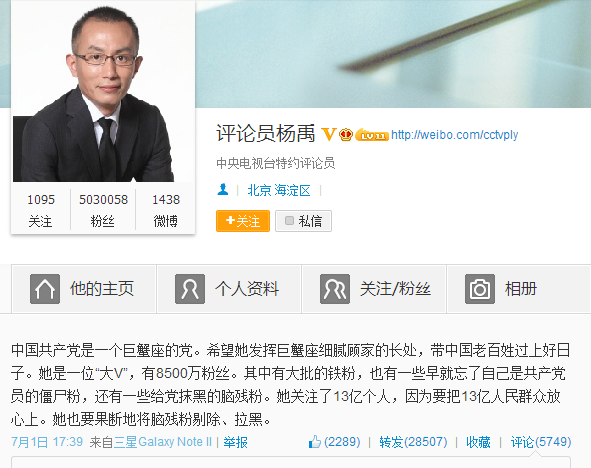 评论员杨禹 V LV.11 http://weibo.com/cctvply
中央电视台特约评论员
北京 海淀区
1095 5030058 1438
关注 粉丝 微博
+关注 私信
他的主页 个人资料 关注/粉丝 相册
中国共产党是一个巨蟹座的党。希望她发挥巨蟹座细腻顾家的长处，带中国老百姓过上好日
子。她是一位“大V”，有8500万粉丝。其中有大批的铁粉，也有一些早就忘了自己是共产党
员的僵尸粉，还有一些给党抹黑的脑残粉。她关注了13亿个人，因为要把13亿人民群众放
心上。她也要果断地将脑残粉剔除、拉黑。
7月1日 17:39 来自三星Galaxy Note II | 举报 (2289) | 转发(28507) | 收藏 | 评论(5749)